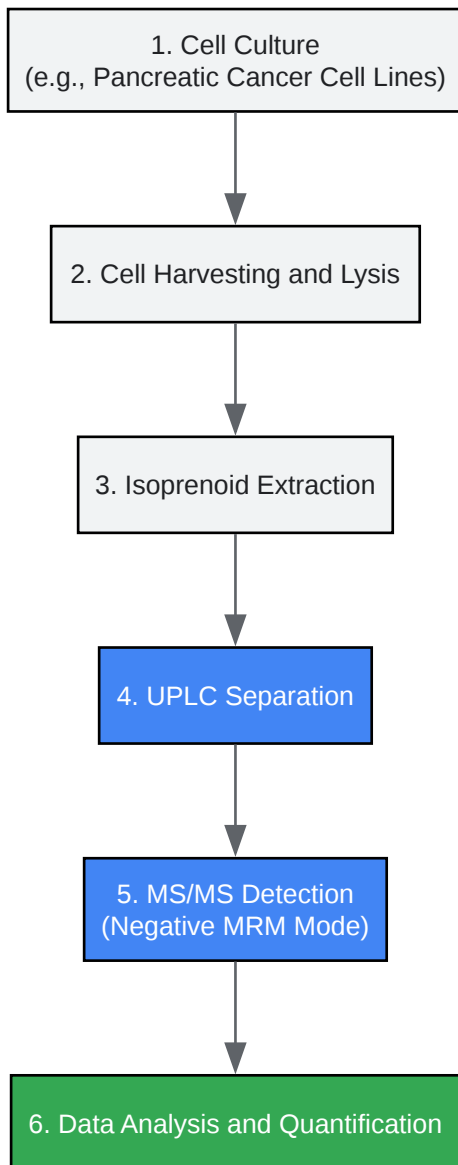 1. Cell Culture
(e.g., Pancreatic Cancer Cell Lines)
2. Cell Harvesting and Lysis
3. Isoprenoid Extraction
4. UPLC Separation
5. MS/MS Detection
(Negative MRM Mode)
6. Data Analysis and Quantification